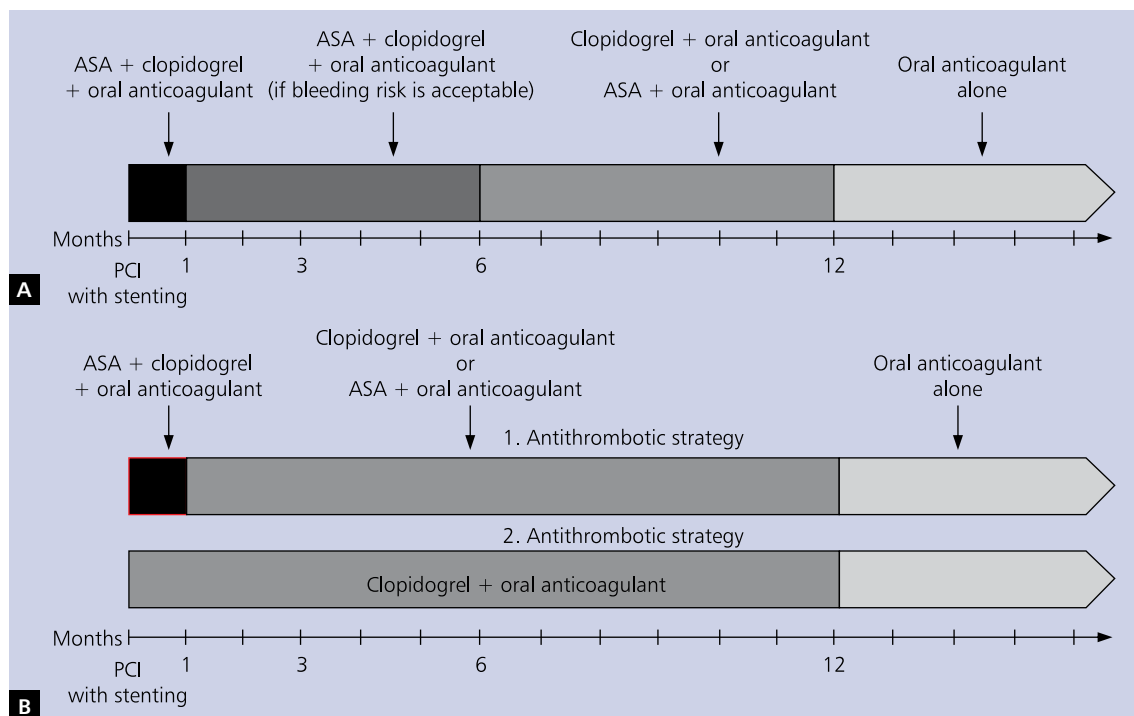 ASA + clopidogrel
+ oral anticoagulant
ASA + clopidogrel
+ oral anticoagulant
(if bleeding risk is acceptable)
Clopidogrel + oral anticoagulant
or
ASA + oral anticoagulant
Oral anticoagulant
alone
Months
1
3
6
12
PCI
with stenting
A
ASA + clopidogrel
+ oral anticoagulant
Clopidogrel + oral anticoagulant
or
ASA + oral anticoagulant
Oral anticoagulant
alone
1. Antithrombotic strategy
2. Antithrombotic strategy
Clopidogrel + oral anticoagulant
Months
1
3
6
12
PCI
with stenting
B